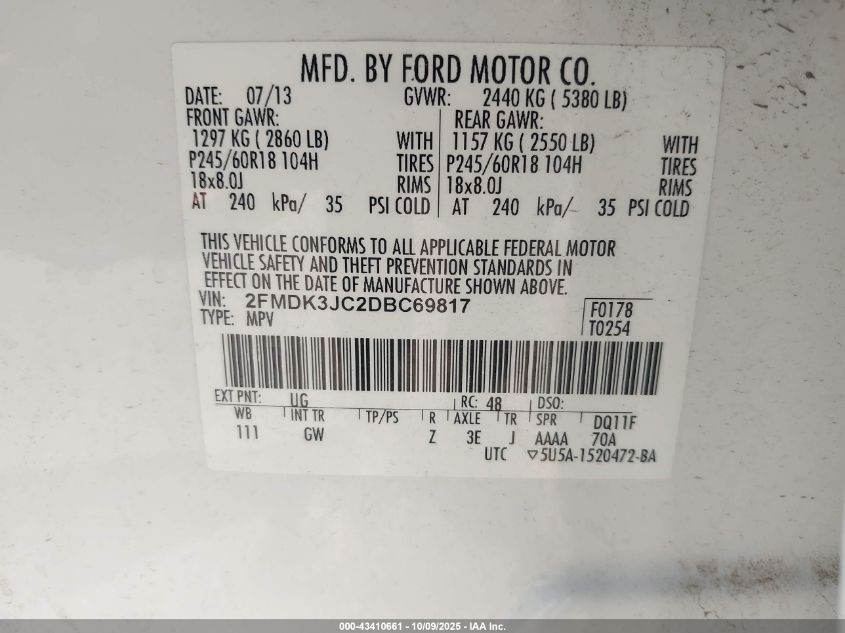 MFD. BY FORD MOTOR CO.
DATE: 07/13 GVWR: 2440 KG ( 5380 LB)
FRONT GAWR: REAR GAWR:
1297 KG ( 2860 LB) WITH 1157 KG ( 2550 LB) WITH
P245/60R18 104H TIRES P245/60R18 104H TIRES
18x8.0J RIMS 18x8.0J RIMS
AT 240 kPa/ 35 PSI COLD AT 240 kPa/ 35 PSI COLD
THIS VEHICLE CONFORMS TO ALL APPLICABLE FEDERAL MOTOR
VEHICLE SAFETY AND THEFT PREVENTION STANDARDS IN
EFFECT ON THE DATE OF MANUFACTURE SHOWN ABOVE.
VIN: 2FMDK3JC2DBC69817 F0178
TYPE: MPV T0254
EXT PNT: UG RC: 48 DSO:
WB INT TR TP/PS R AXLE TR SPR DQ11F
111 GW Z 3E J AAAA 70A
UTC ▽5U5A-1520472-BA
000-43410661 - 10/09/2025 - IAA Inc.